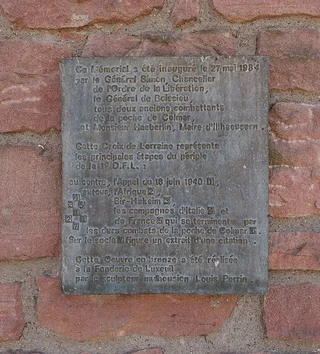 Ce Mémorial a été inauguré le 27 mai 1984
par le Général Simon, Chancelier
de l'Ordre de la Libération,
le Général de Boissieu,
tous deux anciens combattants
de la poche de Colmar,
et Monsieur Haeberlin, Maire d'Illhaeusern.
Cette Croix de Lorraine représente
les principales étapes du périple
de la 1° D.F.L. :
au centre, l'Appel du 18 juin 1940
autour, l'Afrique
Bir-Hakeim
les campagnes d'Italie et
de France qui se terminent par
les durs combats de la poche de Colmar
Sur le socle figure un extrait d'une citation.
Cette Oeuvre en bronze a été réalisée
à la Fonderie de Luxeuil
par le sculpteur Louis Perrin